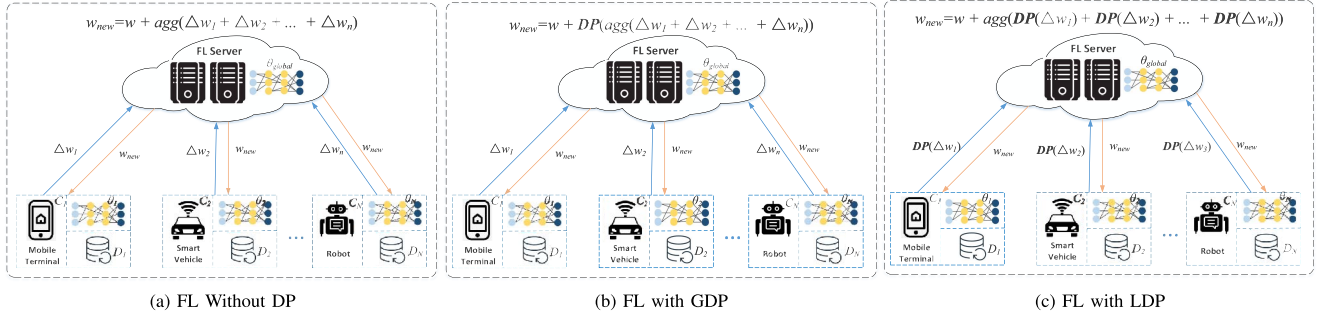 w_new=w + agg(△w_1 + △w_2 + ... + △w_n)
FL Server
θ_global
△w_1
w_new
△w_2
w_new
△w_n
w_new
C_1
θ_1
Mobile
Terminal
D_1
C_2
θ_2
Smart
Vehicle
D_2
...
C_N
θ_N
Robot
D_N
(a) FL Without DP
w_new=w + DP(agg(△w_1 + △w_2 + ... + △w_n))
FL Server
θ_global
△w_1
w_new
△w_2
w_new
△w_n
w_new
C_1
θ_1
Mobile
Terminal
D_1
C_2
θ_2
Smart
Vehicle
D_2
...
C_N
θ_N
Robot
D_N
(b) FL with GDP
w_new=w + agg(DP(△w_1) + DP(△w_2) + ... + DP(△w_n))
FL Server
θ_global
DP(△w_1)
w_new
DP(△w_2)
w_new
DP(△w_3)
w_new
C_1
θ_1
Mobile
Terminal
D_1
C_2
θ_2
Smart
Vehicle
D_2
...
C_N
θ_N
Robot
D_N
(c) FL with LDP